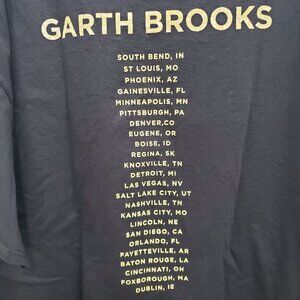 GARTH BROOKS
SOUTH BEND, IN
ST LOUIS, MO
PHOENIX, AZ
GAINESVILLE, FL
MINNEAPOLIS, MN
PITTSBURGH, PA
DENVER,CO
EUGENE, OR
BOISE, ID
REGINA, SK
KNOXVILLE, TN
DETROIT, MI
LAS VEGAS, NV
SALT LAKE CITY, UT
NASHVILLE, TN
KANSAS CITY, MO
LINCOLN, NE
SAN DIEGO, CA
ORLANDO, FL
FAYETTEVILLE, AR
BATON ROUGE, LA
CINCINNATI, OH
FOXBOROUGH, MA
DUBLIN, IE